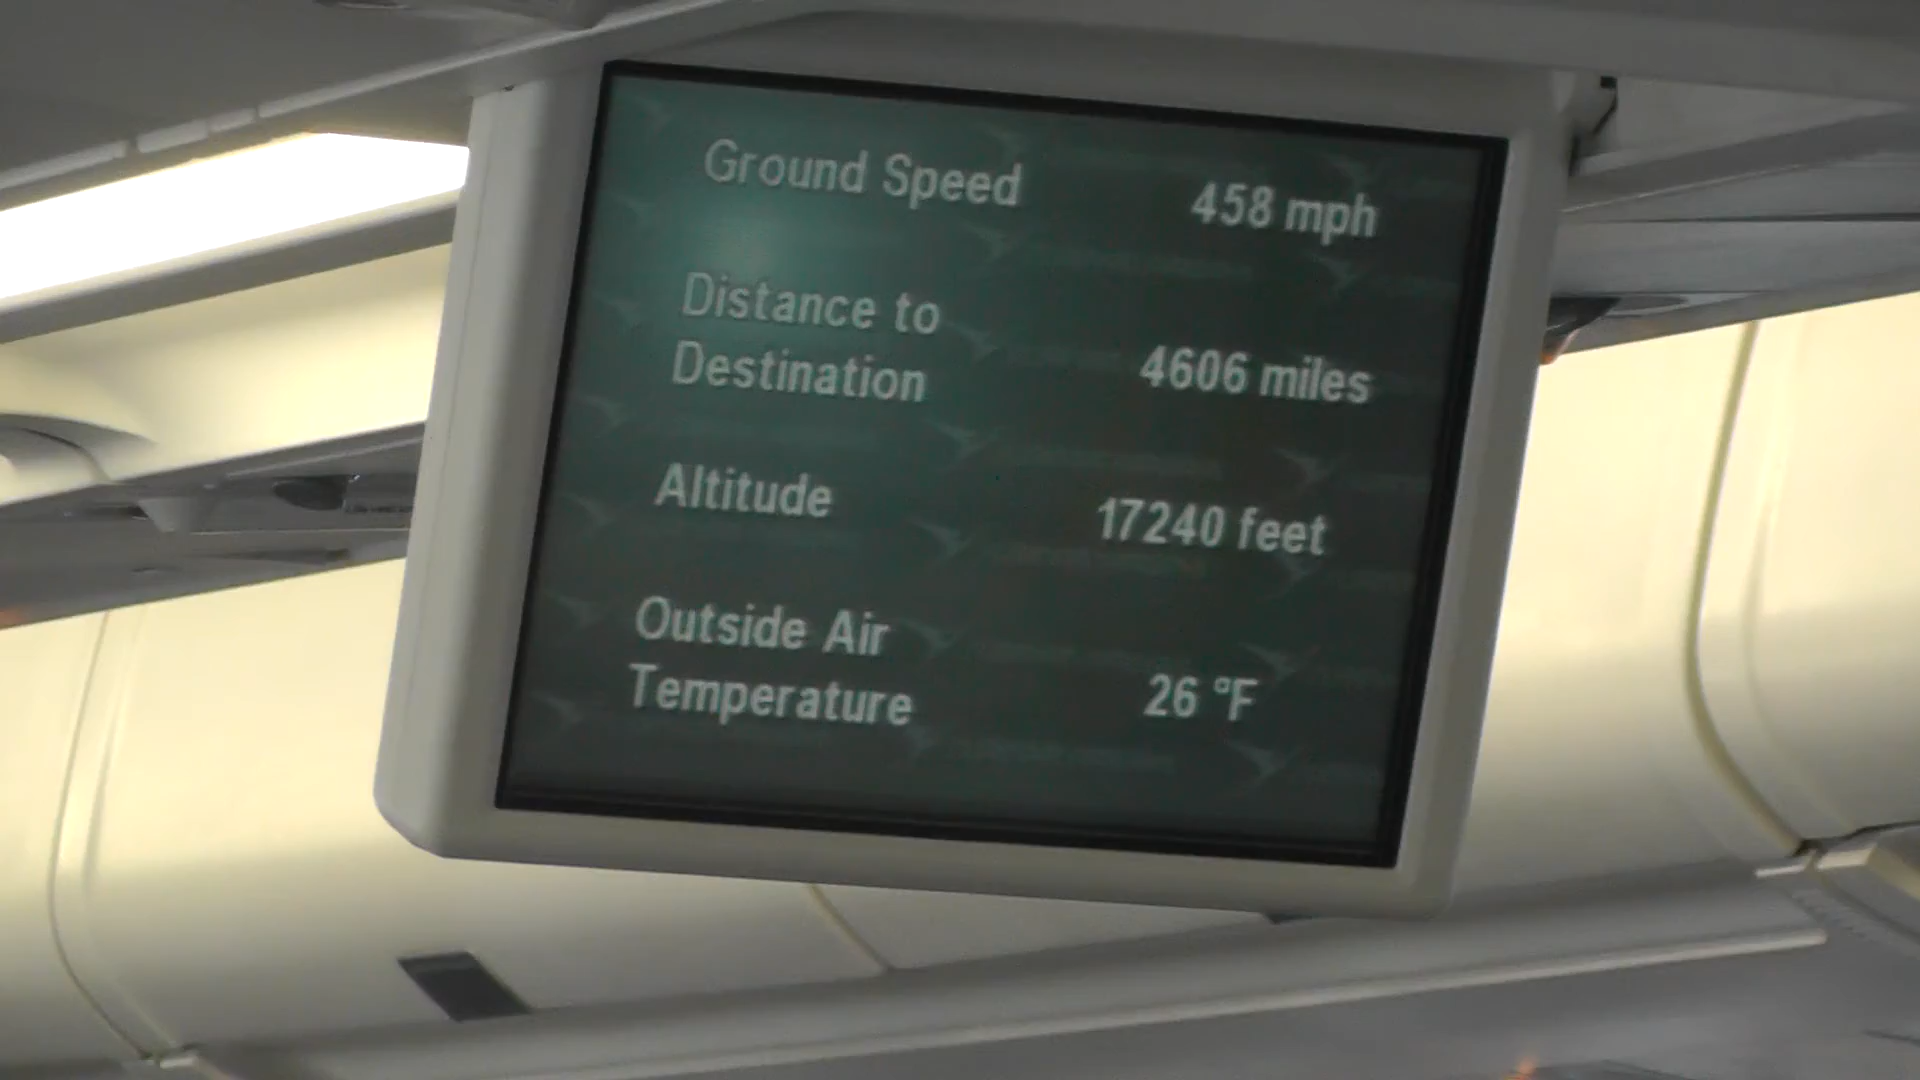 Ground Speed 458 mph
Distance to
Destination 4606 miles
Altitude 17240 feet
Outside Air
Temperature 26 °F